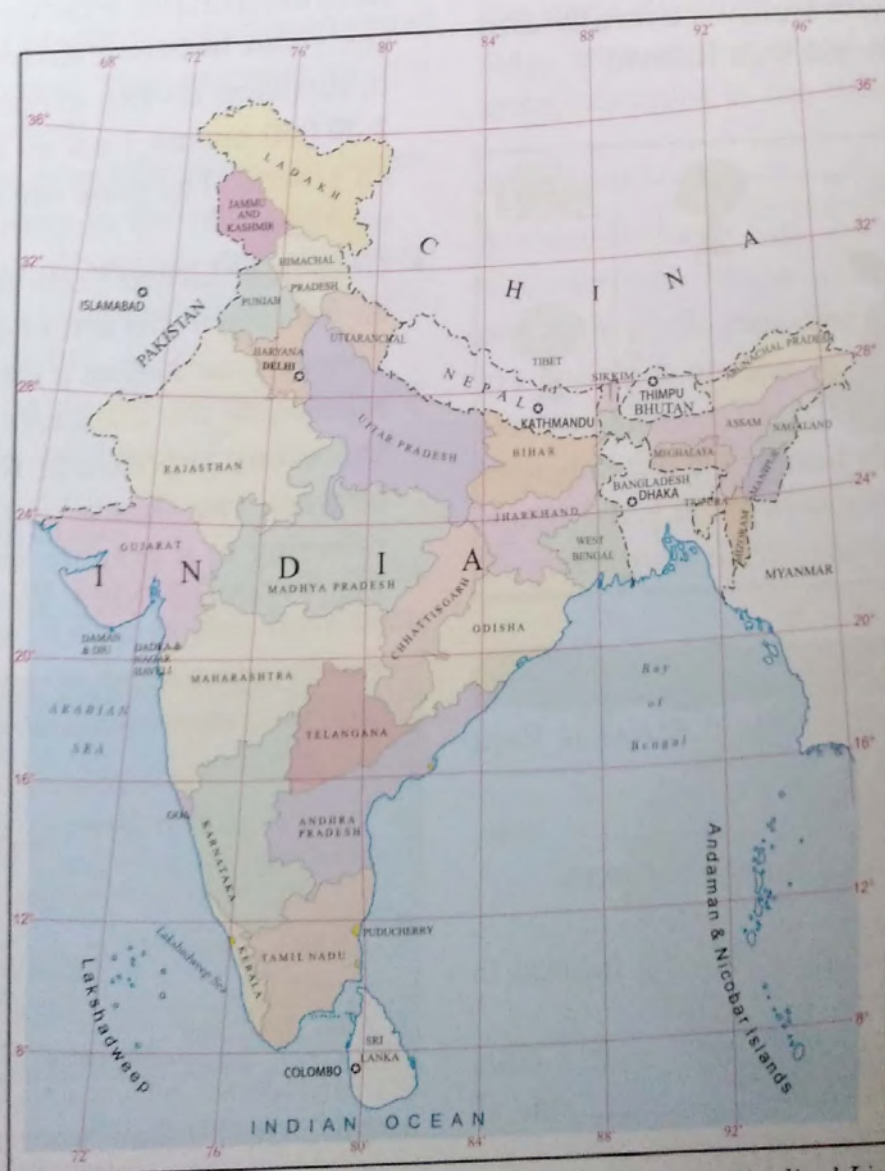 68°
72°
76°
80°
84°
88°
92°
96°
36°
36°
LADAKH
JAMMU
AND
KASHMIR
CHINA
32°
32°
HIMACHAL
PRADESH
ISLAMABAD
PAKISTAN
PUNJAB
UTTARANCHAL
HARYANA
DELHI
TIBET
NEPAL
SIKKIM
ARUNACHAL PRADESH
28°
28°
KATHMANDU
THIMPU
BHUTAN
UTTAR PRADESH
ASSAM
NAGALAND
RAJASTHAN
BIHAR
MEGHALAYA
MANIPUR
BANGLADESH
DHAKA
24°
24°
JHARKHAND
TRIPURA
MIZORAM
GUJARAT
WEST
BENGAL
INDIA
MADHYA PRADESH
MYANMAR
CHHATTISGARH
ODISHA
DAMAN
& DIU
DADRA &
NAGAR
HAVELI
20°
20°
MAHARASHTRA
ARABIAN
SEA
Bay
of
Bengal
TELANGANA
16°
16°
GOA
KARNATAKA
ANDHRA
PRADESH
Andaman & Nicobar Islands
12°
12°
PUDUCHERRY
Lakshadweep Sea
KERALA
TAMIL NADU
Lakshadweep
8°
8°
SRI
LANKA
COLOMBO
INDIAN OCEAN
72°
76°
80°
84°
88°
92°